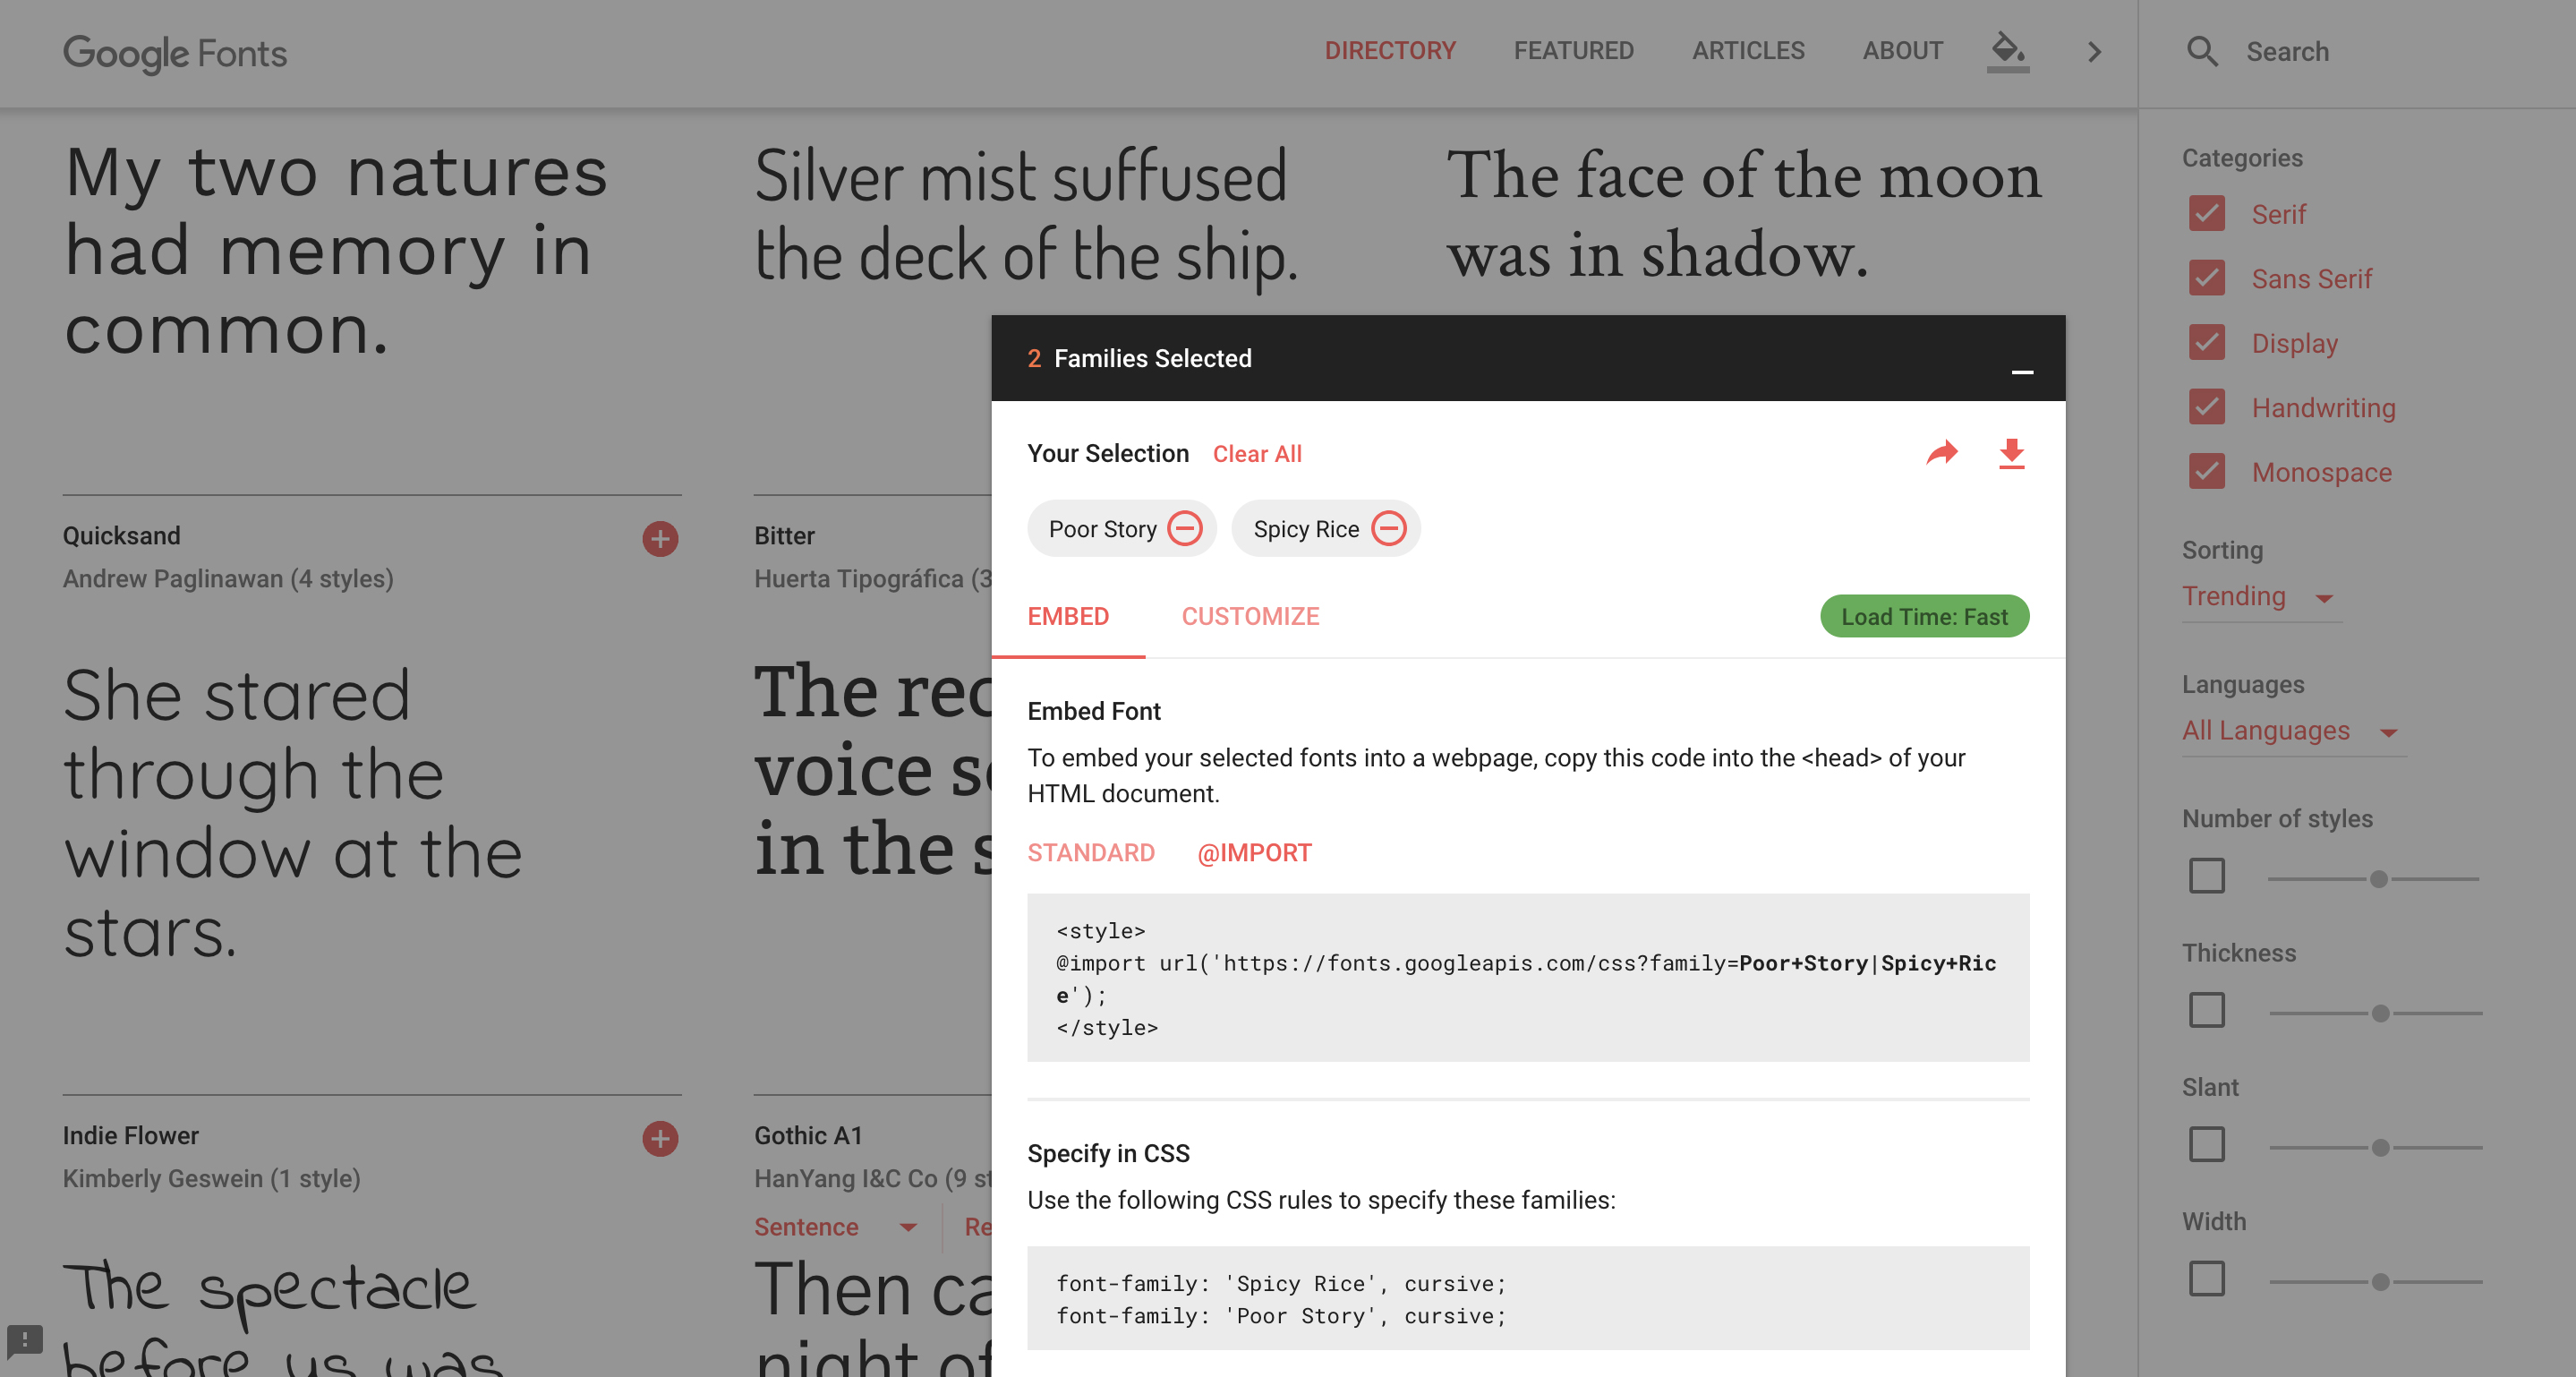 Google Fonts
DIRECTORY
FEATURED
ARTICLES
ABOUT
Search
My two natures
had memory in
common.
Silver mist suffused
the deck of the ship.
The face of the moon
was in shadow.
Quicksand
Andrew Paglinawan (4 styles)
She stared
through the
window at the
stars.
Bitter
Huerta Tipográfica (3
The rec
voice s
in the s
Indie Flower
Kimberly Geswein (1 style)
The spectacle
before us was
Gothic A1
HanYang I&C Co (9 st
Sentence
Re
Then ca
night of
2 Families Selected
Your Selection
Clear All
Poor Story
Spicy Rice
EMBED
CUSTOMIZE
Load Time: Fast
Embed Font
To embed your selected fonts into a webpage, copy this code into the <head> of your
HTML document.
STANDARD
@IMPORT
<style>
@import url('https://fonts.googleapis.com/css?family=Poor+Story|Spicy+Ric
e');
</style>
Specify in CSS
Use the following CSS rules to specify these families:
font-family: 'Spicy Rice', cursive;
font-family: 'Poor Story', cursive;
Categories
Serif
Sans Serif
Display
Handwriting
Monospace
Sorting
Trending
Languages
All Languages
Number of styles
Thickness
Slant
Width